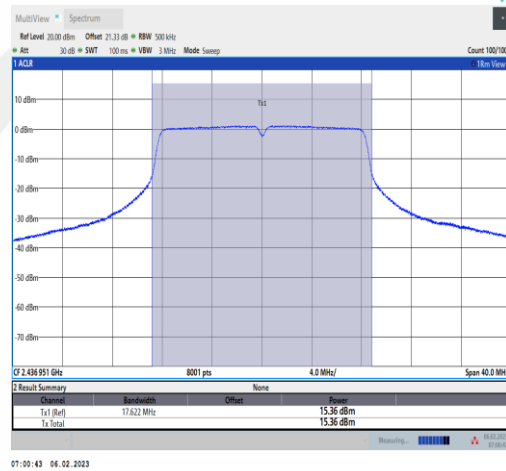 MultiView Spectrum
Ref Level 20.00 dBm Offset 21.33 dB RBW 500 kHz
Att 30 dB SWT 100 ms VBW 3 MHz Mode Sweep Count 100/100
1 ACLR 1Rm View
10 dBm
Tx1
0 dBm
-10 dBm
-20 dBm
-30 dBm
-40 dBm
-50 dBm
-60 dBm
-70 dBm
CF 2.436 951 GHz 8001 pts 4.0 MHz/ Span 40.0 MH
2 Result Summary None
Channel Bandwidth Offset Power
Tx1 (Ref) 17.622 MHz 15.36 dBm
Tx Total 15.36 dBm
Measuring...
07:00:43 06.02.2023